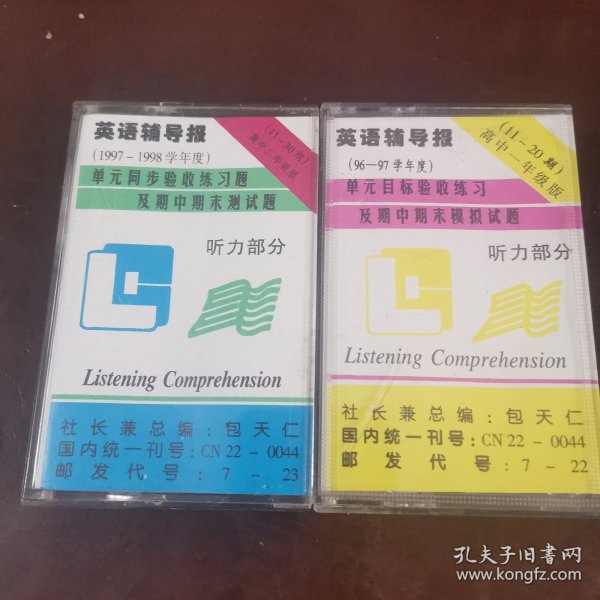 英语辅导报
(11-30期)
高中二年级版
(1997-1998学年度)
单元同步验收练习题
及期中期末测试题
听力部分
Listening Comprehension
社长兼总编：包天仁
国内统一刊号：CN 22-0044
邮发代号：7-23
英语辅导报
(11-20期)
高中一年级版
(96—97学年度)
单元目标验收练习
及期中期末模拟试题
听力部分
Listening Comprehension
社长兼总编：包天仁
国内统一刊号：CN 22-0044
邮发代号：7-22
孔夫子旧书网
www.kongfz.com